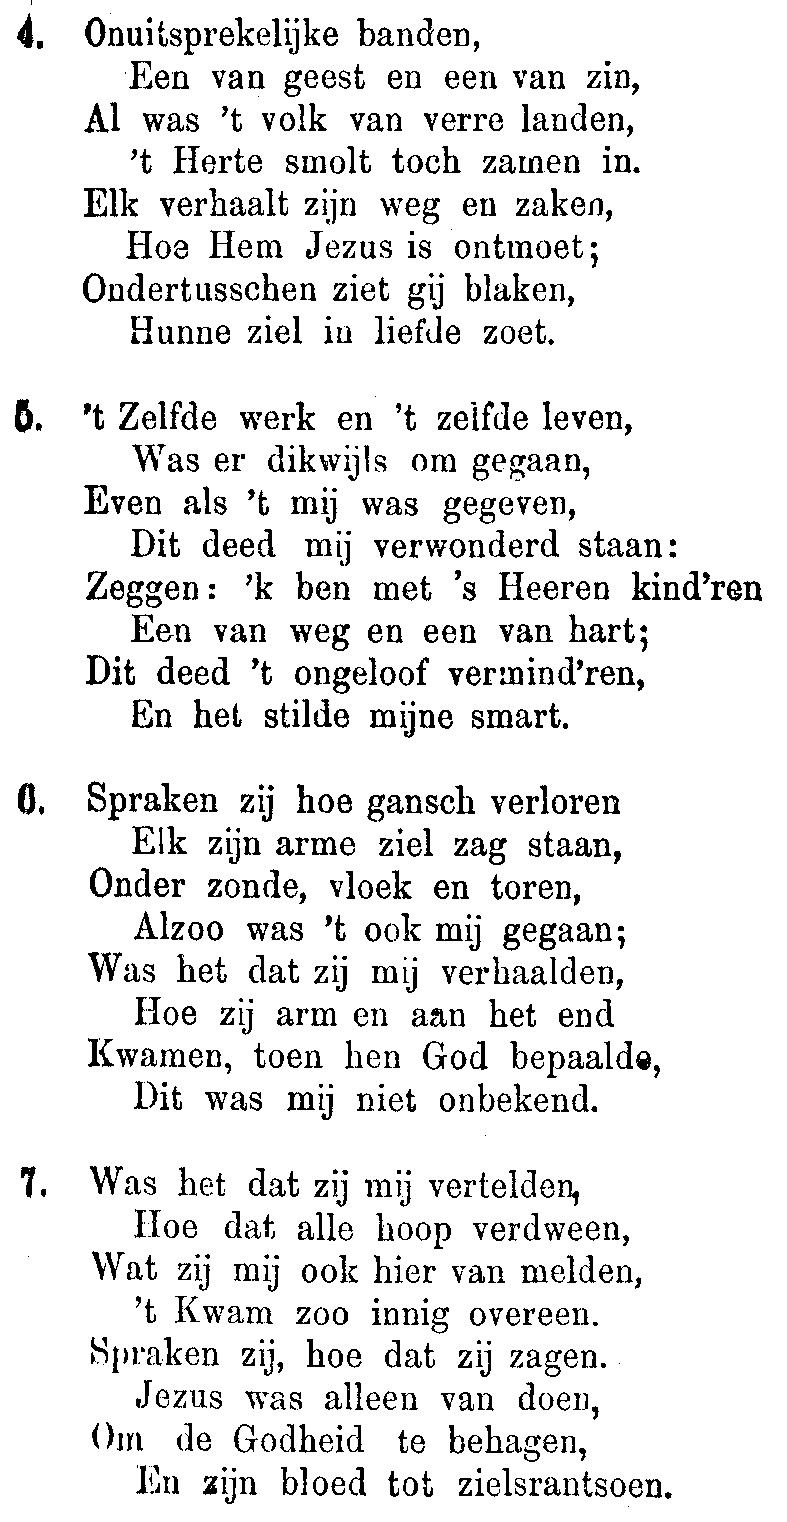 4. Onuitsprekelijke banden,
Een van geest en een van zin,
Al was 't volk van verre landen,
't Herte smolt toch zamen in.
Elk verhaalt zijn weg en zaken,
Hoe Hem Jezus is ontmoet;
Ondertusschen ziet gij blaken,
Hunne ziel in liefde zoet.
5. 't Zelfde werk en 't zelfde leven,
Was er dikwijls om gegaan,
Even als 't mij was gegeven,
Dit deed mij verwonderd staan:
Zeggen: 'k ben met 's Heeren kind'ren
Een van weg en een van hart;
Dit deed 't ongeloof vermind'ren,
En het stilde mijne smart.
6. Spraken zij hoe gansch verloren
Elk zijn arme ziel zag staan,
Onder zonde, vloek en toren,
Alzoo was 't ook mij gegaan;
Was het dat zij mij verhaalden,
Hoe zij arm en aan het end
Kwamen, toen hen God bepaalde,
Dit was mij niet onbekend.
7. Was het dat zij mij vertelden,
Hoe dat alle hoop verdween,
Wat zij mij ook hier van melden,
't Kwam zoo innig overeen.
Spraken zij, hoe dat zij zagen.
Jezus was alleen van doen,
Om de Godheid te behagen,
En zijn bloed tot zielsrantsoen.